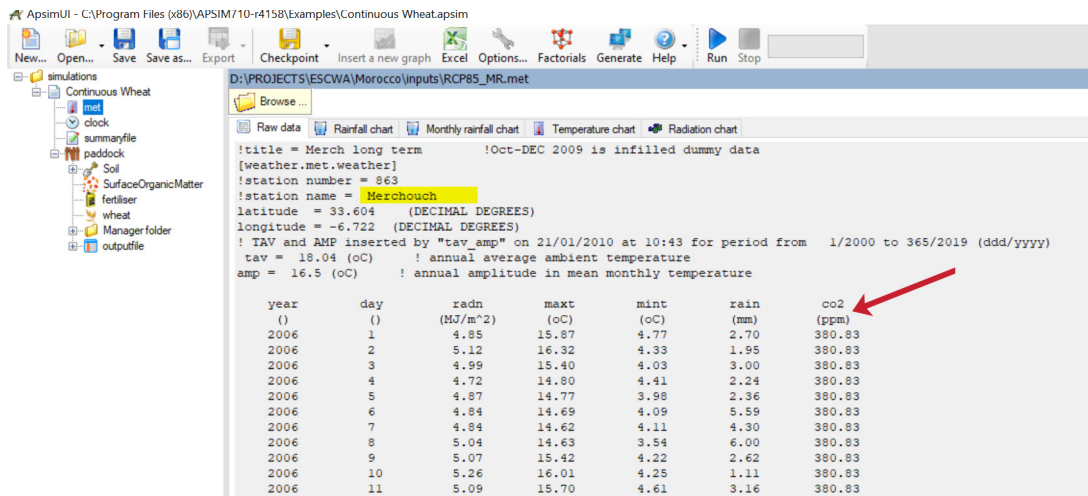 ApsimUI - C:\Program Files (x86)\APSIM710-r4158\Examples\Continuous Wheat.apsim
New... Open... Save Save as... Export Checkpoint Insert a new graph Excel Options... Factorials Generate Help Run Stop
simulations
Continuous Wheat
met
clock
summaryfile
paddock
Soil
SurfaceOrganicMatter
fertiliser
wheat
Manager folder
outputfile
D:\PROJECTS\ESCWA\Morocco\inputs\RCP85_MR.met
Browse ...
Raw data Rainfall chart Monthly rainfall chart Temperature chart Radiation chart
!title = Merch long term !Oct-DEC 2009 is infilled dummy data
[weather.met.weather]
!station number = 863
!station name = Merchouch
latitude = 33.604 (DECIMAL DEGREES)
longitude = -6.722 (DECIMAL DEGREES)
! TAV and AMP inserted by "tav_amp" on 21/01/2010 at 10:43 for period from 1/2000 to 365/2019 (ddd/yyyy)
tav = 18.04 (oC) ! annual average ambient temperature
amp = 16.5 (oC) ! annual amplitude in mean monthly temperature
year day radn maxt mint rain co2
() () (MJ/m^2) (oC) (oC) (mm) (ppm)
2006 1 4.85 15.87 4.77 2.70 380.83
2006 2 5.12 16.32 4.33 1.95 380.83
2006 3 4.99 15.40 4.03 3.00 380.83
2006 4 4.72 14.80 4.41 2.24 380.83
2006 5 4.87 14.77 3.98 2.36 380.83
2006 6 4.84 14.69 4.09 5.59 380.83
2006 7 4.84 14.62 4.11 4.30 380.83
2006 8 5.04 14.63 3.54 6.00 380.83
2006 9 5.07 15.42 4.22 2.62 380.83
2006 10 5.26 16.01 4.25 1.11 380.83
2006 11 5.09 15.70 4.61 3.16 380.83